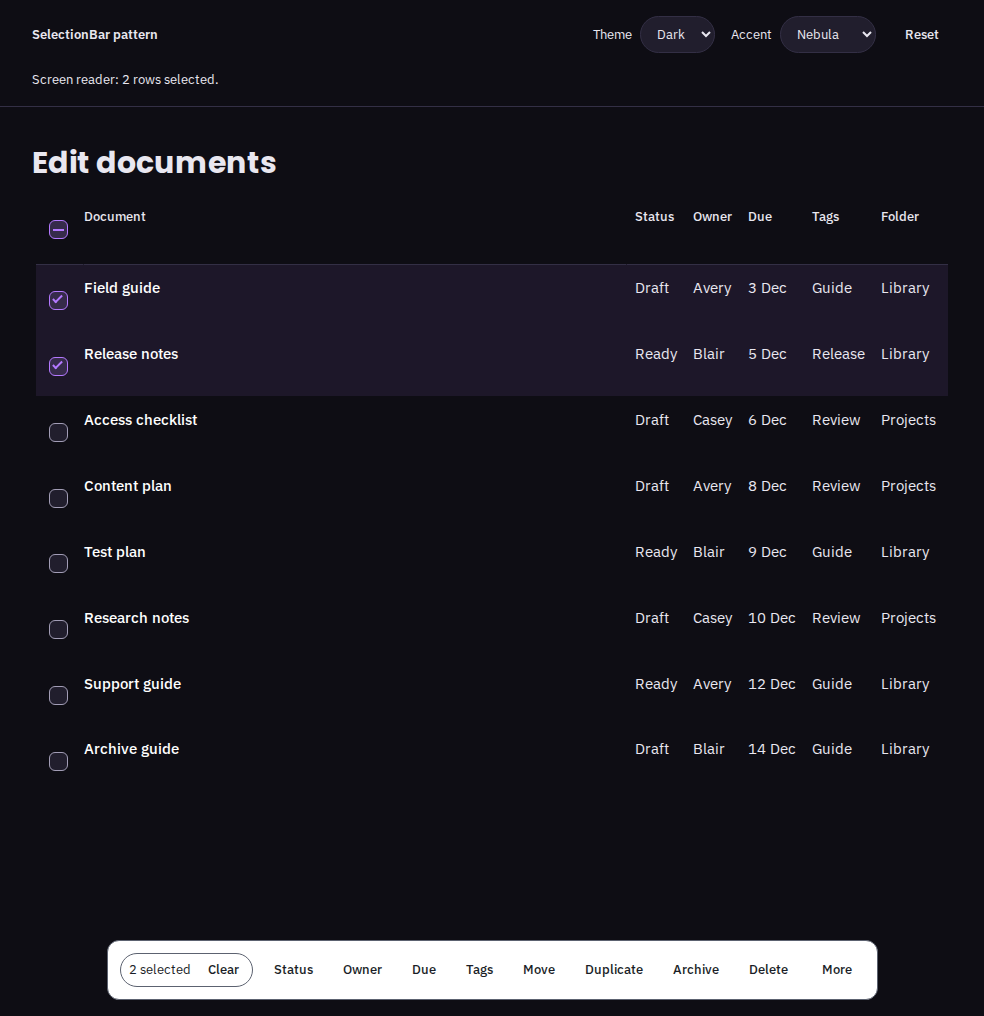 SelectionBar pattern Theme Dark Accent Nebula Reset
Screen reader: 2 rows selected.
Edit documents
Document Status Owner Due Tags Folder
Field guide Draft Avery 3 Dec Guide Library
Release notes Ready Blair 5 Dec Release Library
Access checklist Draft Casey 6 Dec Review Projects
Content plan Draft Avery 8 Dec Review Projects
Test plan Ready Blair 9 Dec Guide Library
Research notes Draft Casey 10 Dec Review Projects
Support guide Ready Avery 12 Dec Guide Library
Archive guide Draft Blair 14 Dec Guide Library
2 selected Clear Status Owner Due Tags Move Duplicate Archive Delete More